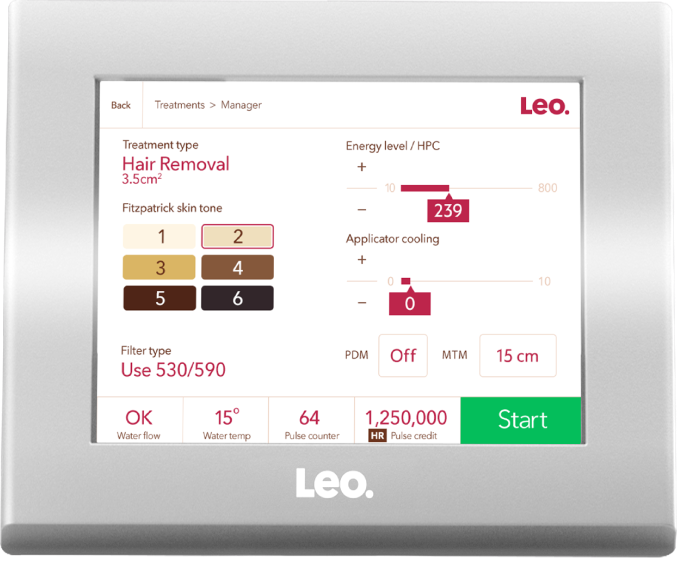 Back
Treatments > Manager
Leo.
Treatment type
Hair Removal
3.5cm²
Fitzpatrick skin tone
1
2
3
4
5
6
Filter type
Use 530/590
Energy level / HPC
+
10
800
−
239
Applicator cooling
+
0
10
−
0
PDM
Off
MTM
15 cm
OK
Water flow
15°
Water temp
64
Pulse counter
1,250,000
HR Pulse credit
Start
Leo.